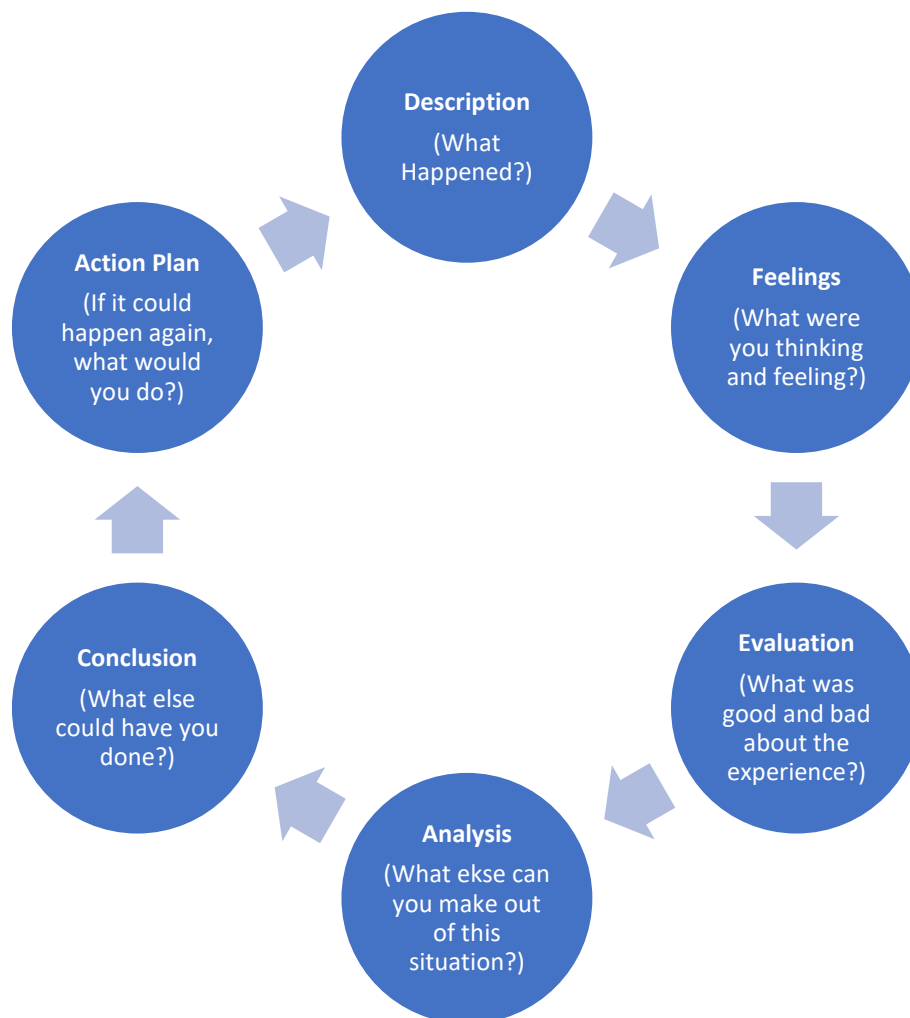 Description
(What
Happened?)
Feelings
(What were
you thinking
and feeling?)
Evaluation
(What was
good and bad
about the
experience?)
Analysis
(What ekse can
you make out
of this
situation?)
Conclusion
(What else
could have you
done?)
Action Plan
(If it could
happen again,
what would
you do?)